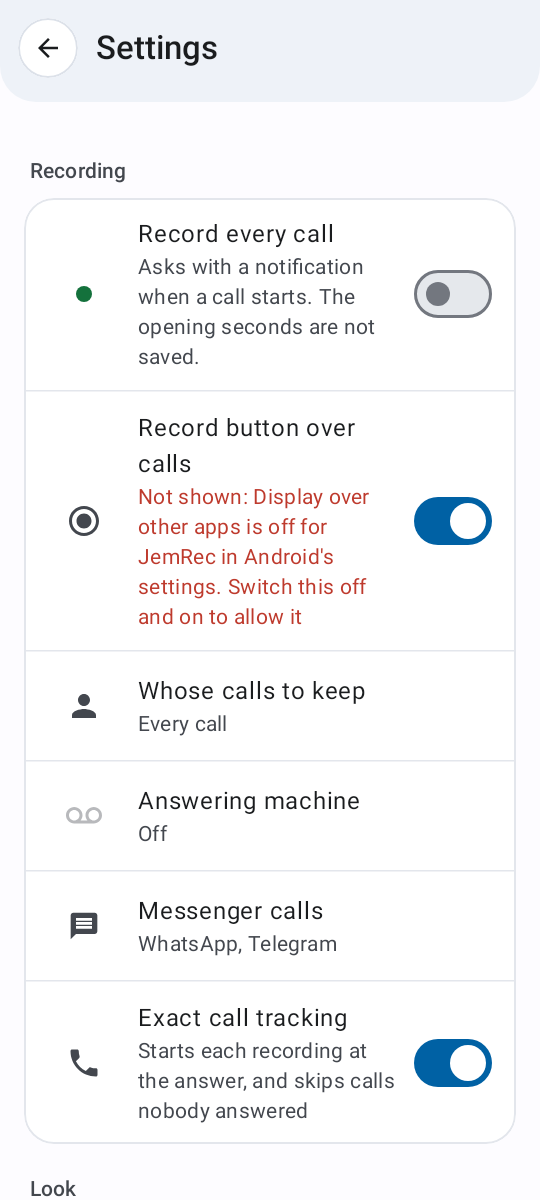 Settings
Recording
Record every call
Asks with a notification
when a call starts. The
opening seconds are not
saved.
Record button over
calls
Not shown: Display over
other apps is off for
JemRec in Android's
settings. Switch this off
and on to allow it
Whose calls to keep
Every call
Answering machine
Off
Messenger calls
WhatsApp, Telegram
Exact call tracking
Starts each recording at
the answer, and skips calls
nobody answered
Look